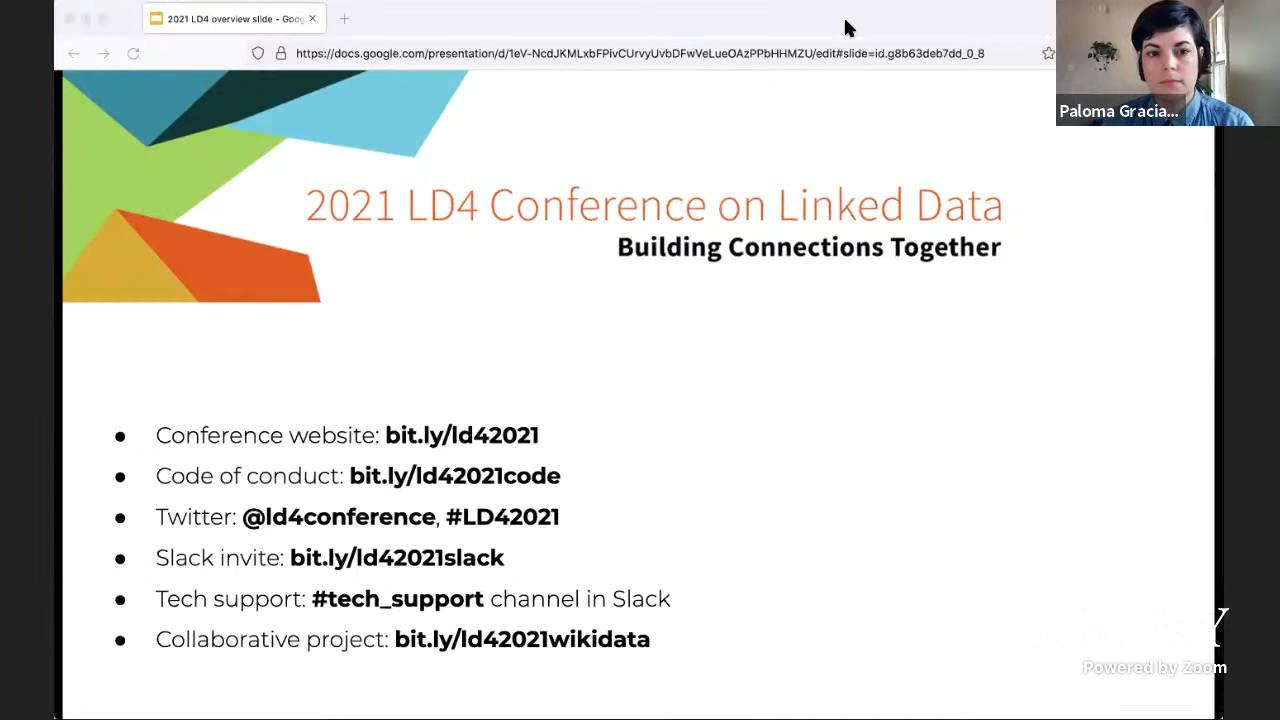 2021 LD4 overview slide - Goog
https://docs.google.com/presentation/d/1eV-NcdJKMLxbFPivCUrvyUvbDFwVeLueOAzPPbHHMZU/edit#slide=id.g8b63deb7dd_0_8
Paloma Gracia...
2021 LD4 Conference on Linked Data
Building Connections Together
● Conference website: bit.ly/ld42021
● Code of conduct: bit.ly/ld42021code
● Twitter: @ld4conference, #LD42021
● Slack invite: bit.ly/ld42021slack
● Tech support: #tech_support channel in Slack
● Collaborative project: bit.ly/ld42021wikidata
Powered by Zoom